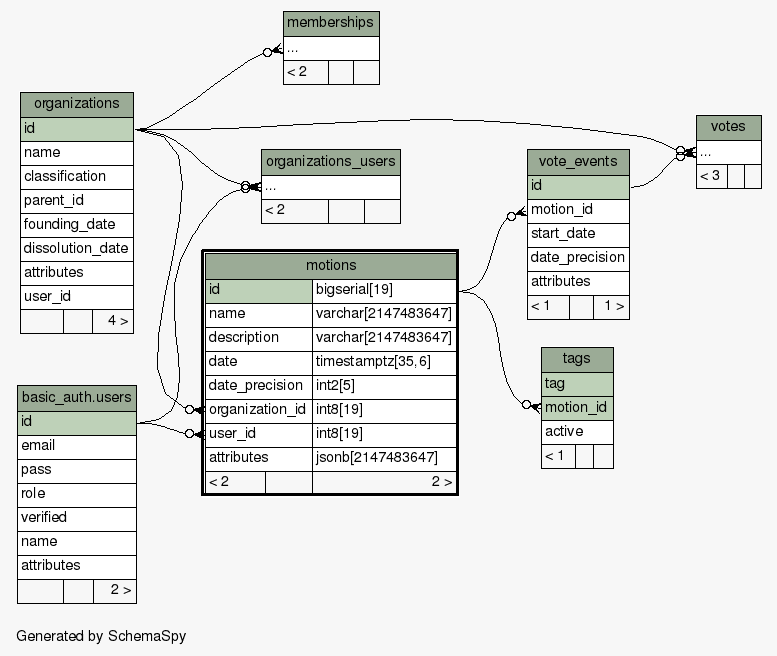 memberships
...
< 2
organizations
id
name
classification
parent_id
founding_date
dissolution_date
attributes
user_id
4 >
votes
...
< 3
organizations_users
...
< 2
vote_events
id
motion_id
start_date
date_precision
attributes
< 1 1 >
motions
id bigserial[19]
name varchar[2147483647]
description varchar[2147483647]
date timestamptz[35,6]
date_precision int2[5]
organization_id int8[19]
user_id int8[19]
attributes jsonb[2147483647]
< 2 2 >
tags
tag
motion_id
active
< 1
basic_auth.users
id
email
pass
role
verified
name
attributes
2 >
Generated by SchemaSpy